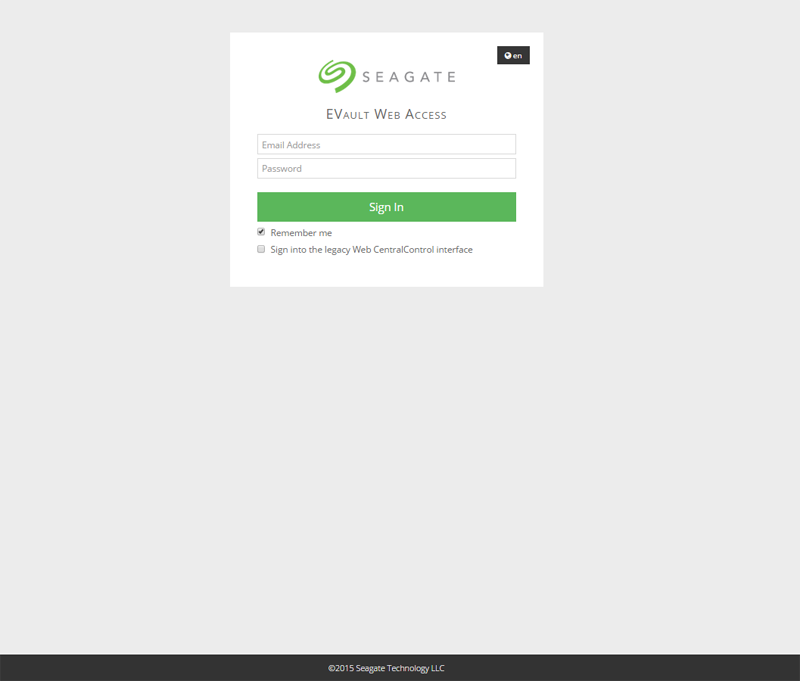 en
SEAGATE
EVault Web Access
Email Address
Password
Sign In
Remember me
Sign into the legacy Web CentralControl interface
©2015 Seagate Technology LLC